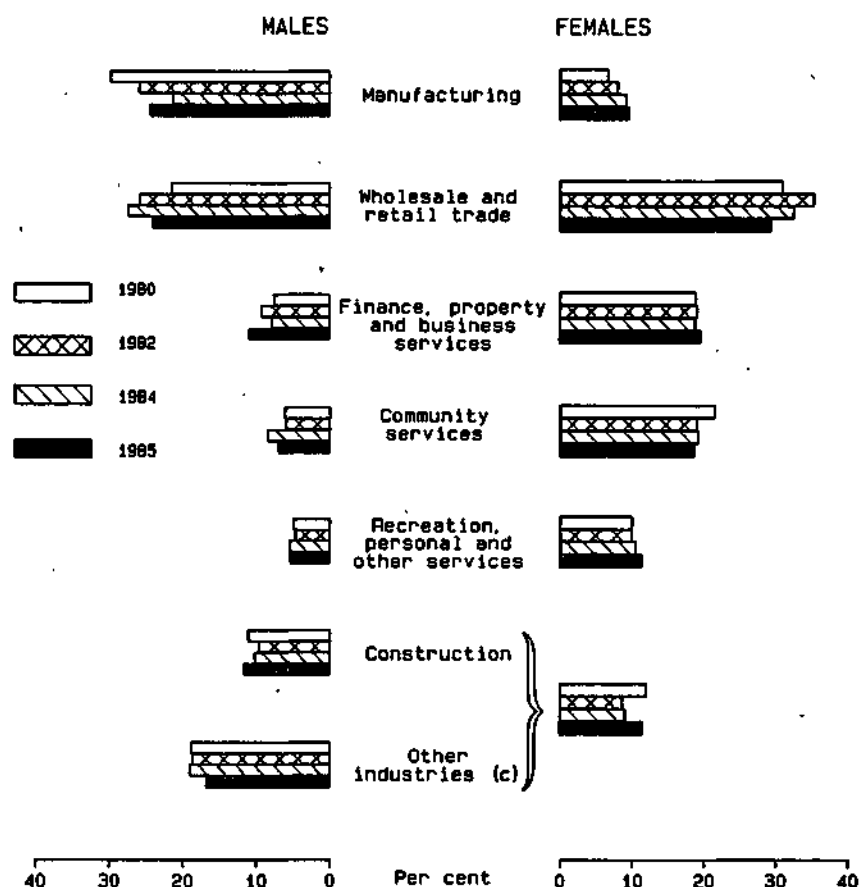 MALES
FEMALES
Manufacturing
Wholesale and
retail trade
1980
1982
1984
1985
Finance, property
and business
services
Community
services
Recreation,
personal and
other services
Construction
Other
industries (c)
40 30 20 10 0
Per cent
0 10 20 30 40